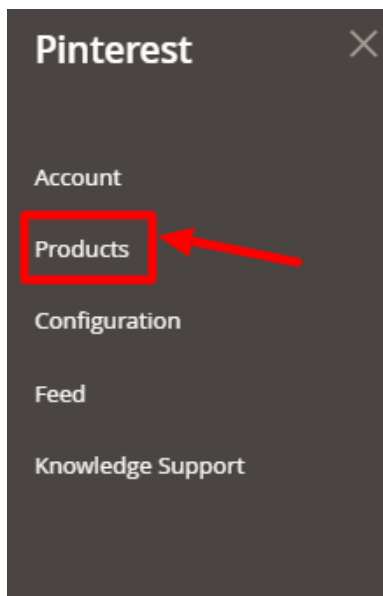 Pinterest
Account
Products
Configuration
Feed
Knowledge Support